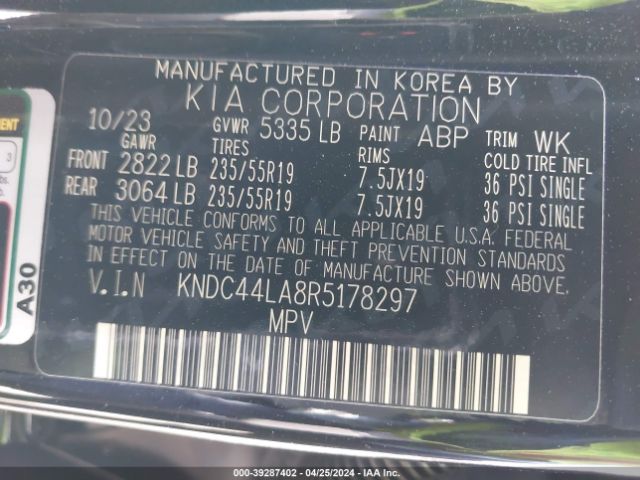 MANUFACTURED IN KOREA BY
KIA CORPORATION
10/23 GVWR 5335 LB PAINT ABP TRIM WK
GAWR TIRES RIMS COLD TIRE INFL
FRONT 2822 LB 235/55R19 7.5JX19 36 PSI SINGLE
REAR 3064 LB 235/55R19 7.5JX19 36 PSI SINGLE
THIS VEHICLE CONFORMS TO ALL APPLICABLE U.S.A. FEDERAL
MOTOR VEHICLE SAFETY AND THEFT PREVENTION STANDARDS
IN EFFECT ON THE DATE OF MANUFACTURE SHOWN ABOVE.
V.I.N KNDC44LA8R5178297
MPV
A30
3
000-39287402 - 04/25/2024 - IAA, Inc.